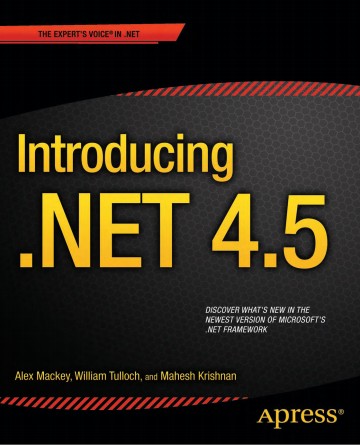 THE EXPERT'S VOICE® IN .NET
Introducing
.NET 4.5
DISCOVER WHAT'S NEW IN THE
NEWEST VERSION OF MICROSOFT'S
.NET FRAMEWORK
Alex Mackey, William Tulloch, and Mahesh Krishnan
Apress®